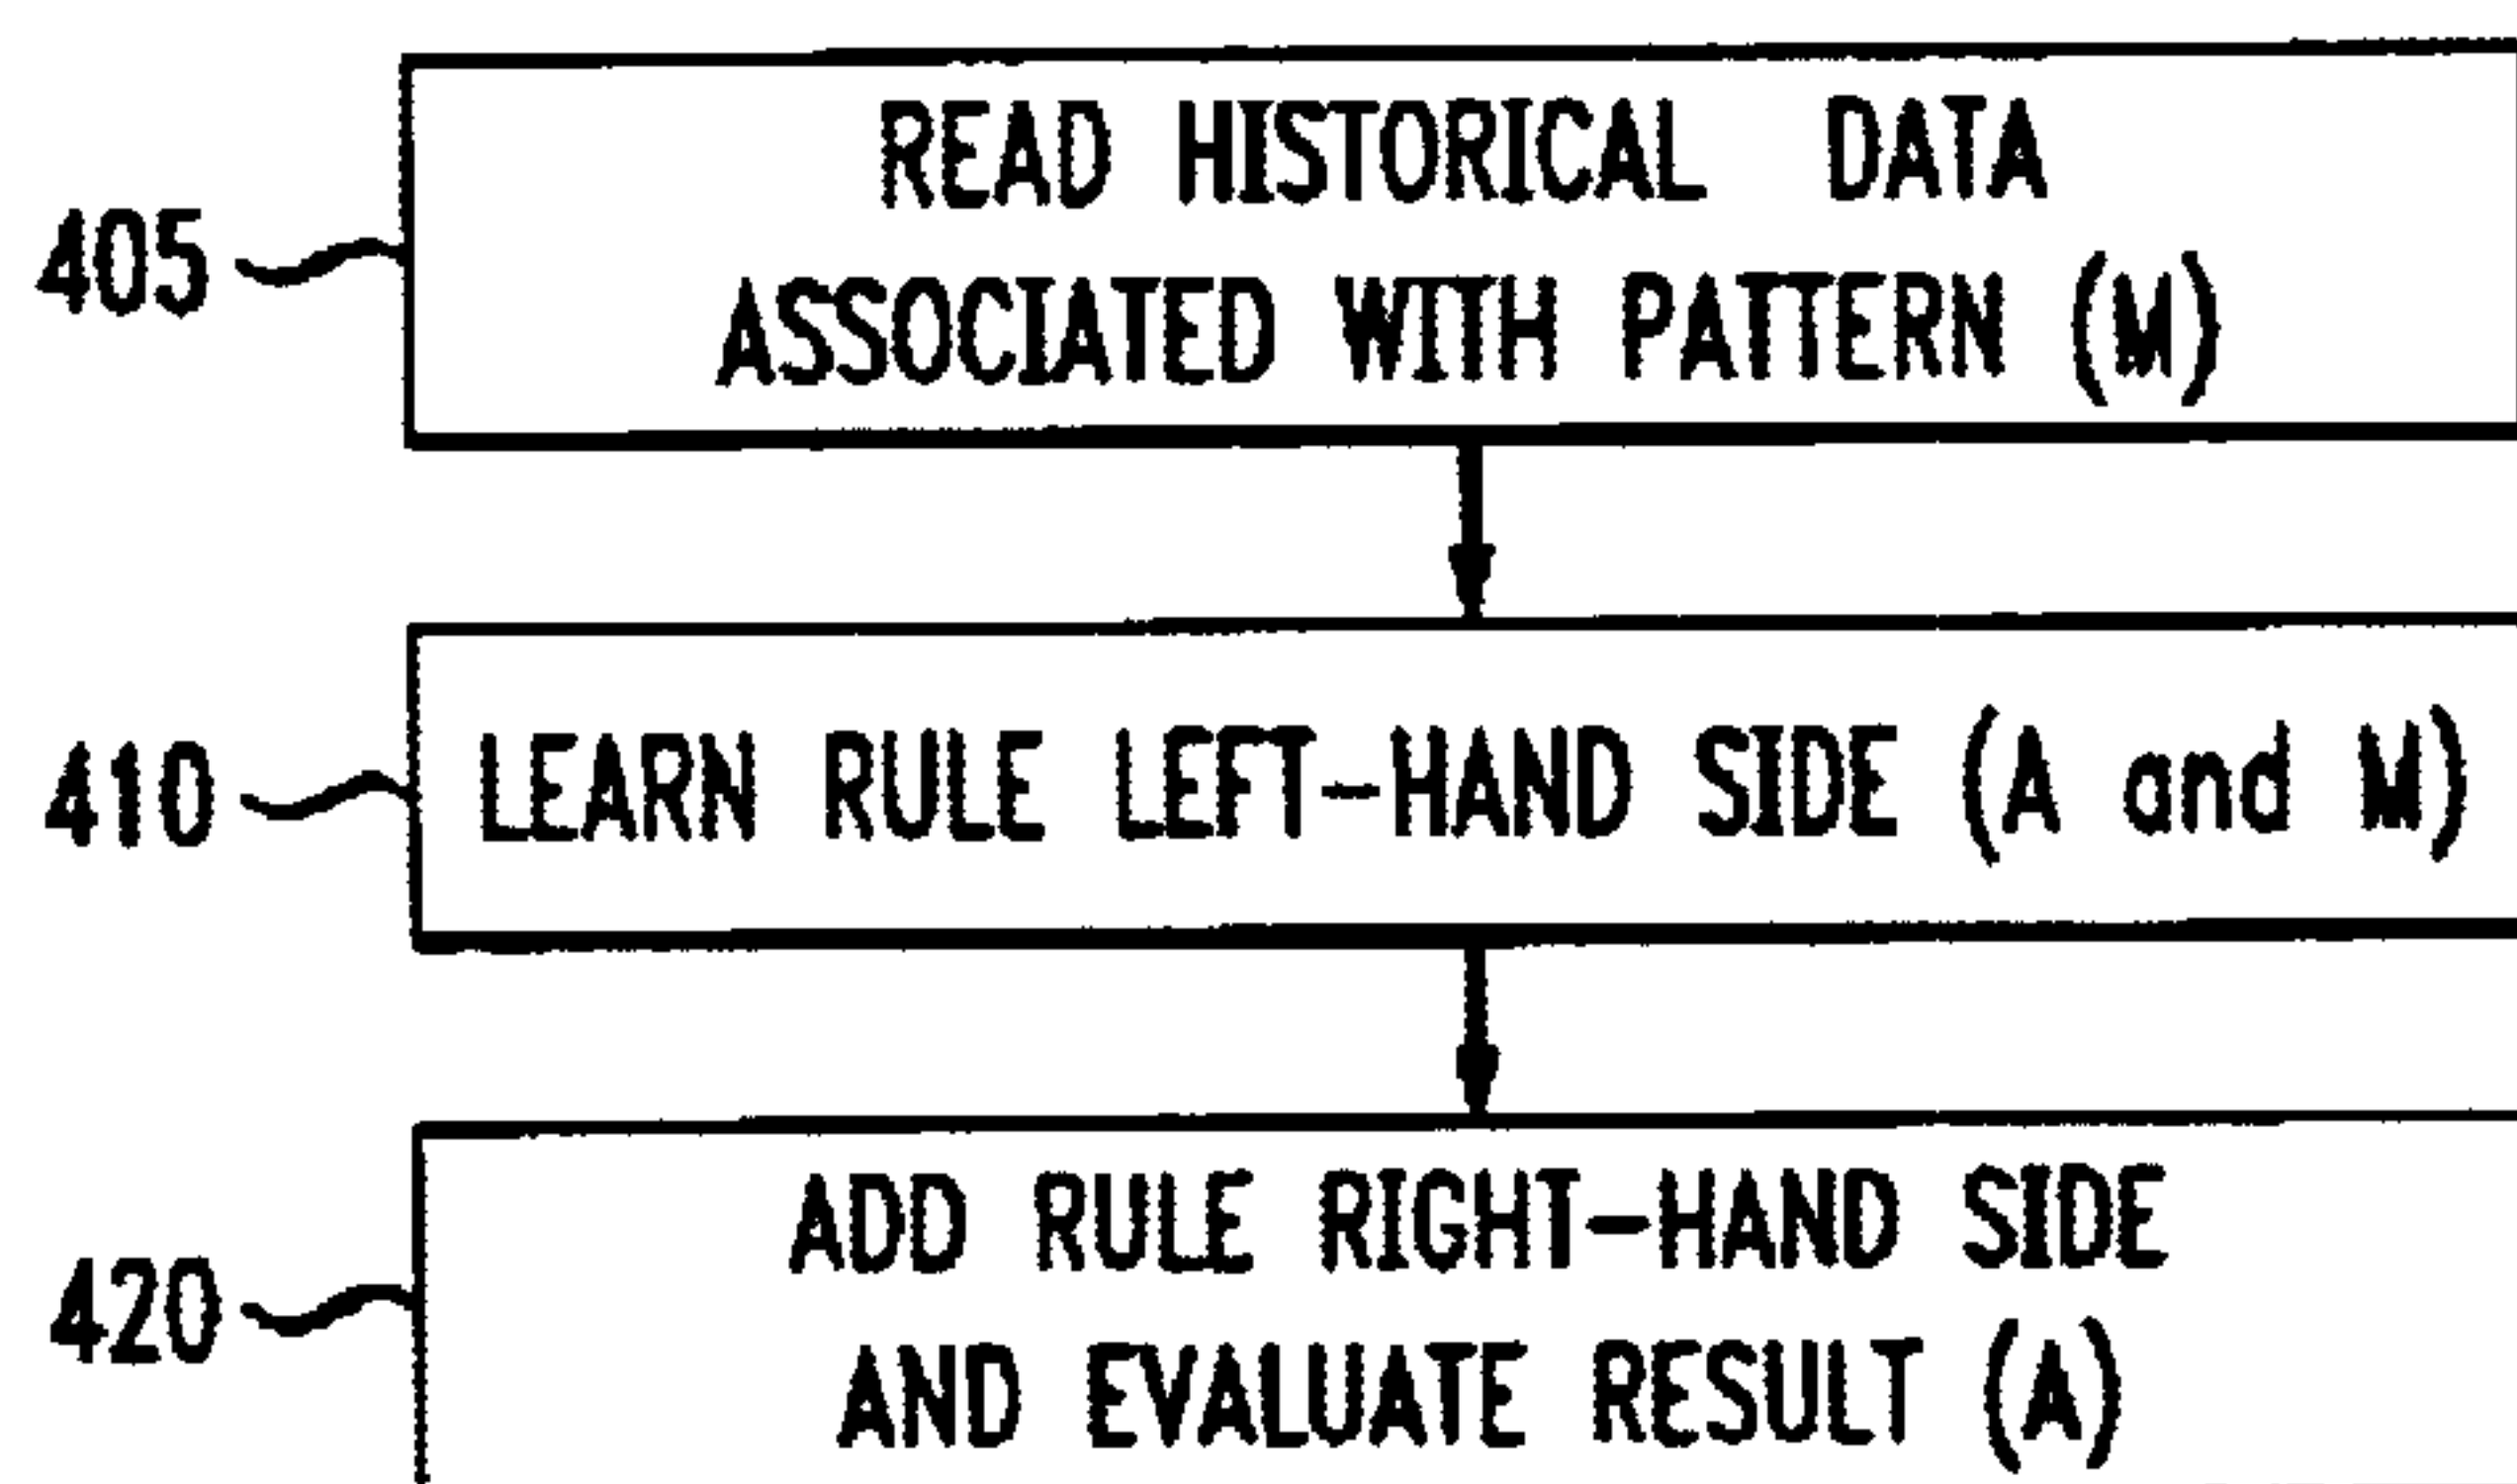 READ HISTORICAL DATA
405
ASSOCIATED WITH PATTERN (M)
410
LEARN RULE LEFT-HAND SIDE (A and M)
ADD RULE RIGHT-HAND SIDE
420
AND EVALUATE RESULT (A)